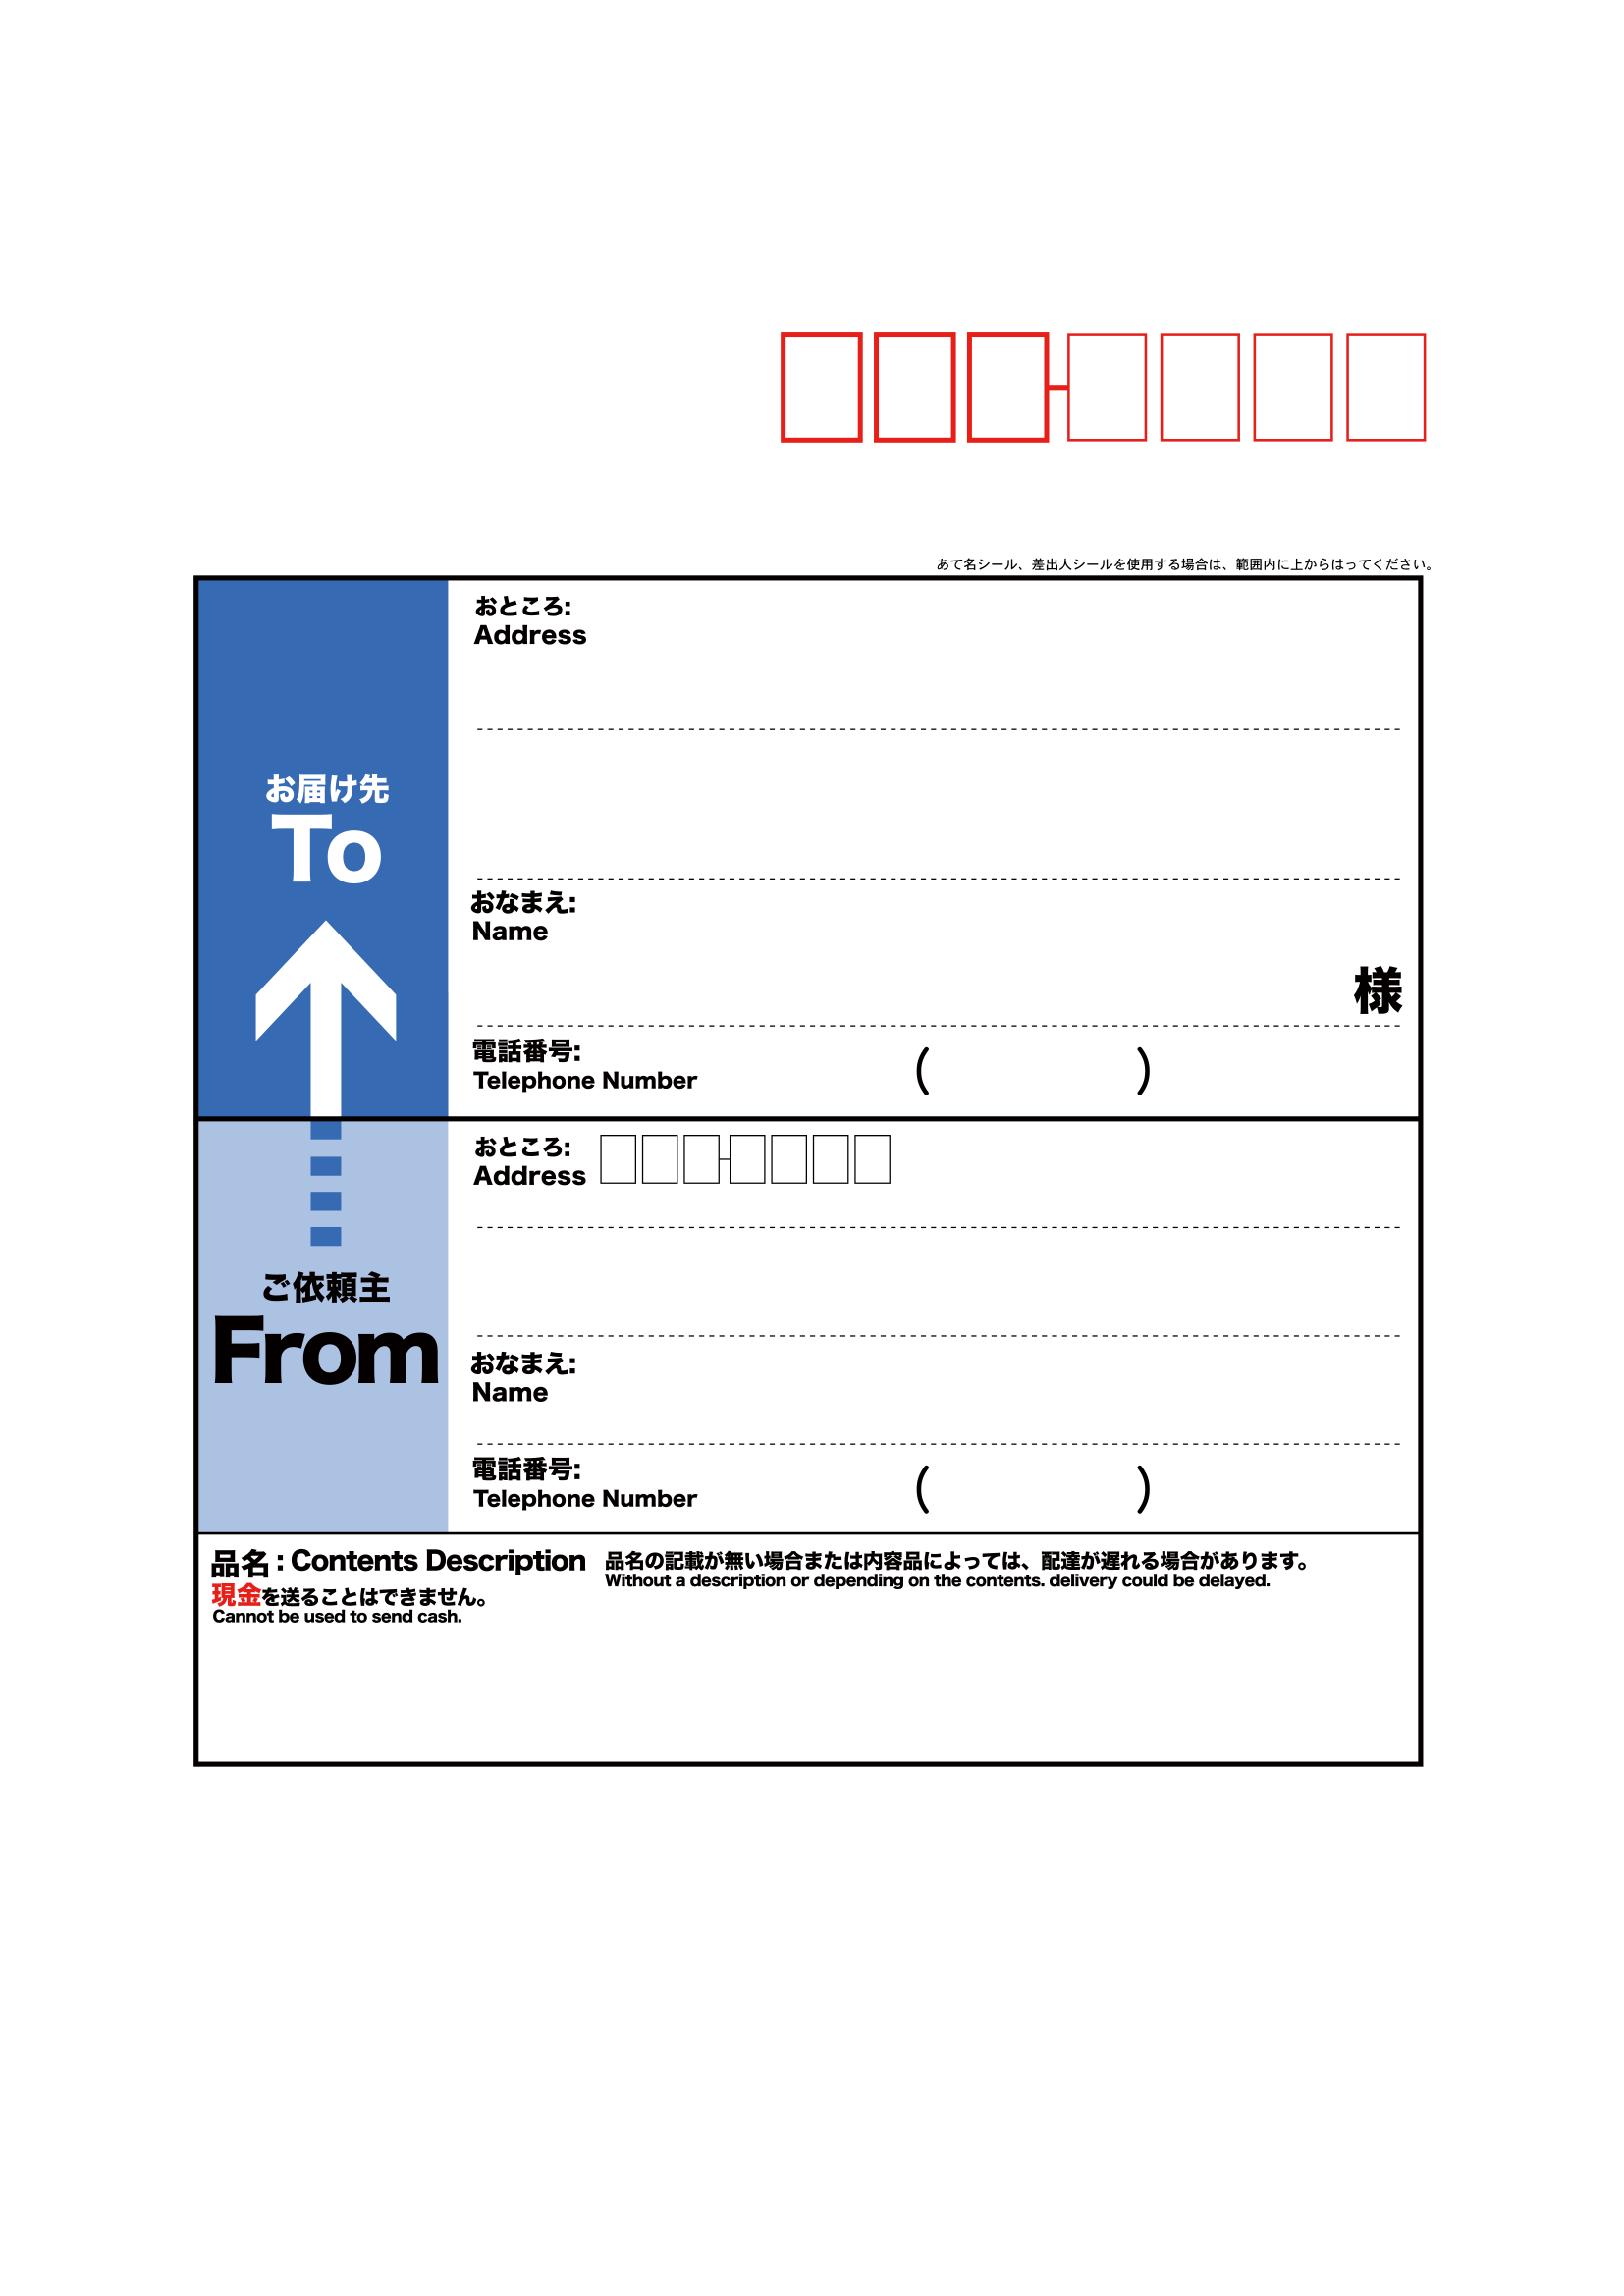 あて名シール、差出人シールを使用する場合は、範囲内に上からはってください。
お届け先
To
おところ:
Address
おなまえ:
Name
様
電話番号:
Telephone Number
( )
ご依頼主
From
おところ:
Address
おなまえ:
Name
電話番号:
Telephone Number
( )
品名 : Contents Description
現金を送ることはできません。
Cannot be used to send cash.
品名の記載が無い場合または内容品によっては、配達が遅れる場合があります。
Without a description or depending on the contents. delivery could be delayed.